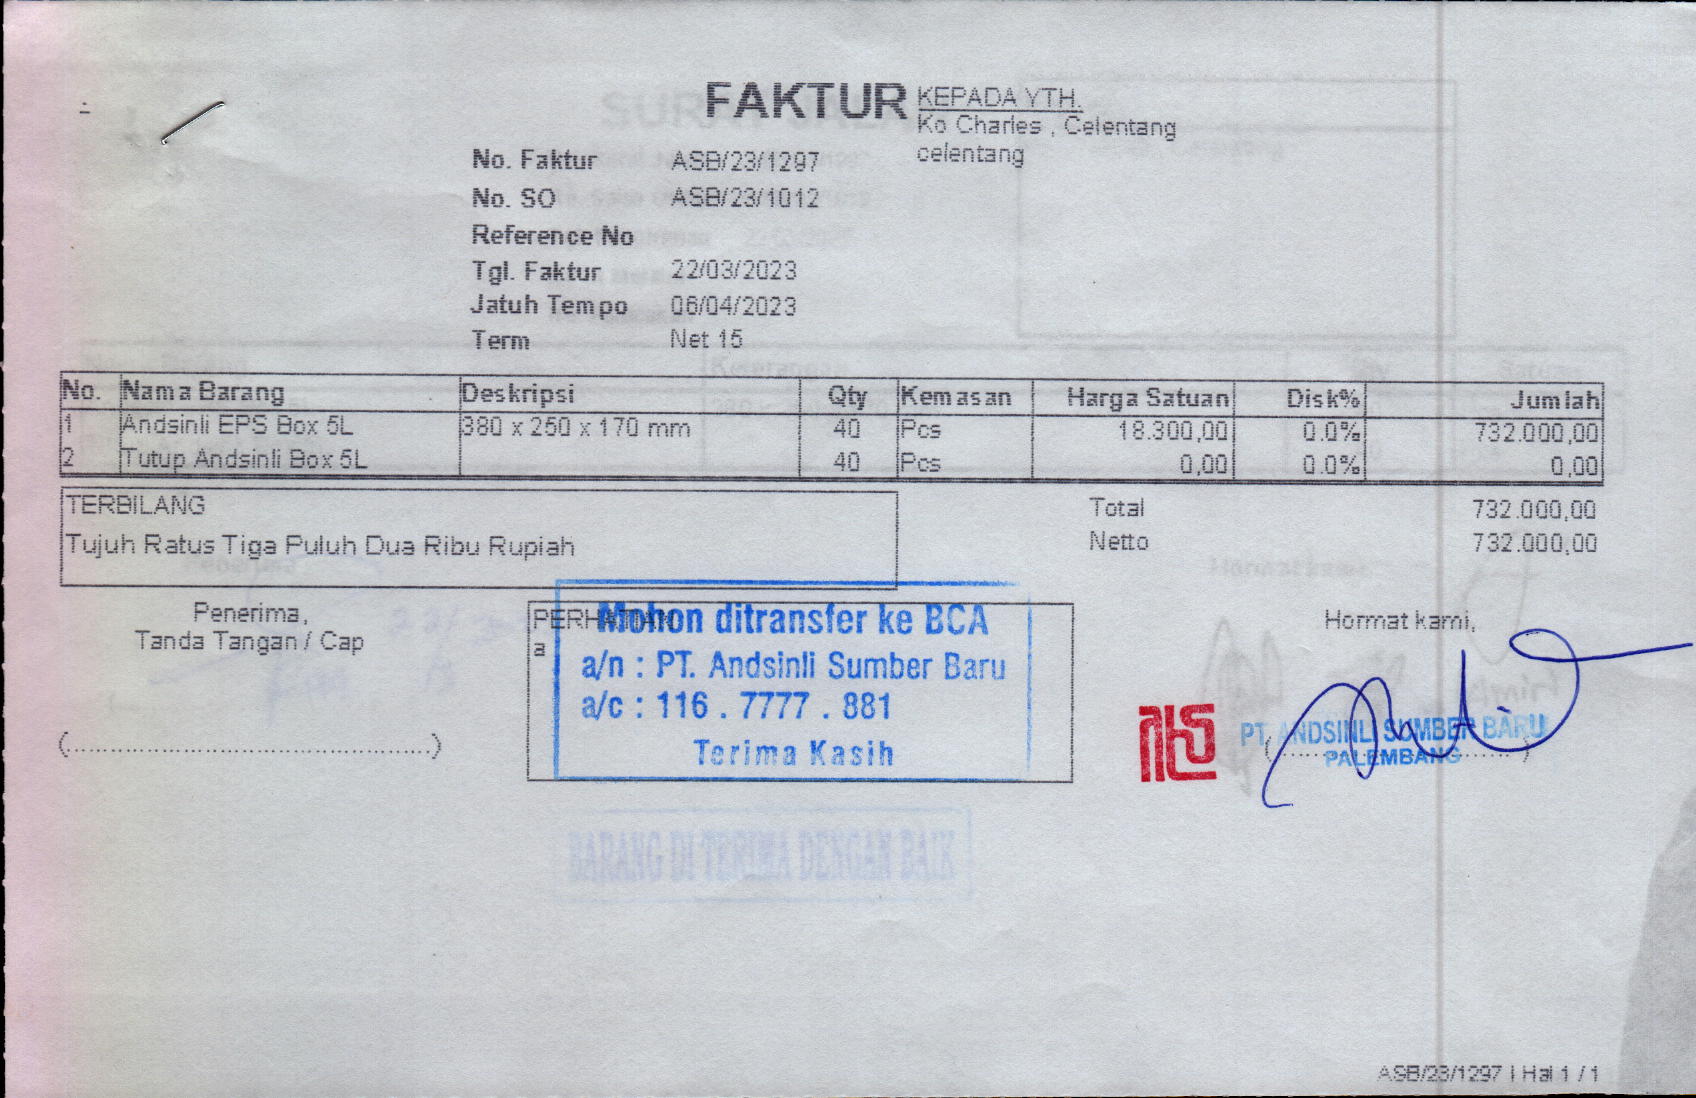 FAKTUR
KEPADA YTH.
Ko Charles , Celentang
celentang
No. Faktur ASB/23/1297
No. SO ASB/23/1012
Reference No
Tgl. Faktur 22/03/2023
Jatuh Tempo 06/04/2023
Term Net 15
No. Nama Barang Deskripsi Qty Kemasan Harga Satuan Disk% Jumlah
1 Andsinli EPS Box 5L 380 x 250 x 170 mm 40 Pcs 18.300,00 0.0% 732.000,00
2 Tutup Andsinli Box 5L 40 Pcs 0,00 0.0% 0,00
TERBILANG
Tujuh Ratus Tiga Puluh Dua Ribu Rupiah
Total 732.000,00
Netto 732.000,00
Penerima,
Tanda Tangan / Cap
(..................................................)
PERHATIAN
a
Mohon ditransfer ke BCA
a/n : PT. Andsinli Sumber Baru
a/c : 116 . 7777 . 881
Terima Kasih
Hormat kami,
PT. ANDSINLI SUMBER BARU
PALEMBANG
BARANG DI TERIMA DENGAN BAIK
ASB/23/1297 | Hal 1 / 1